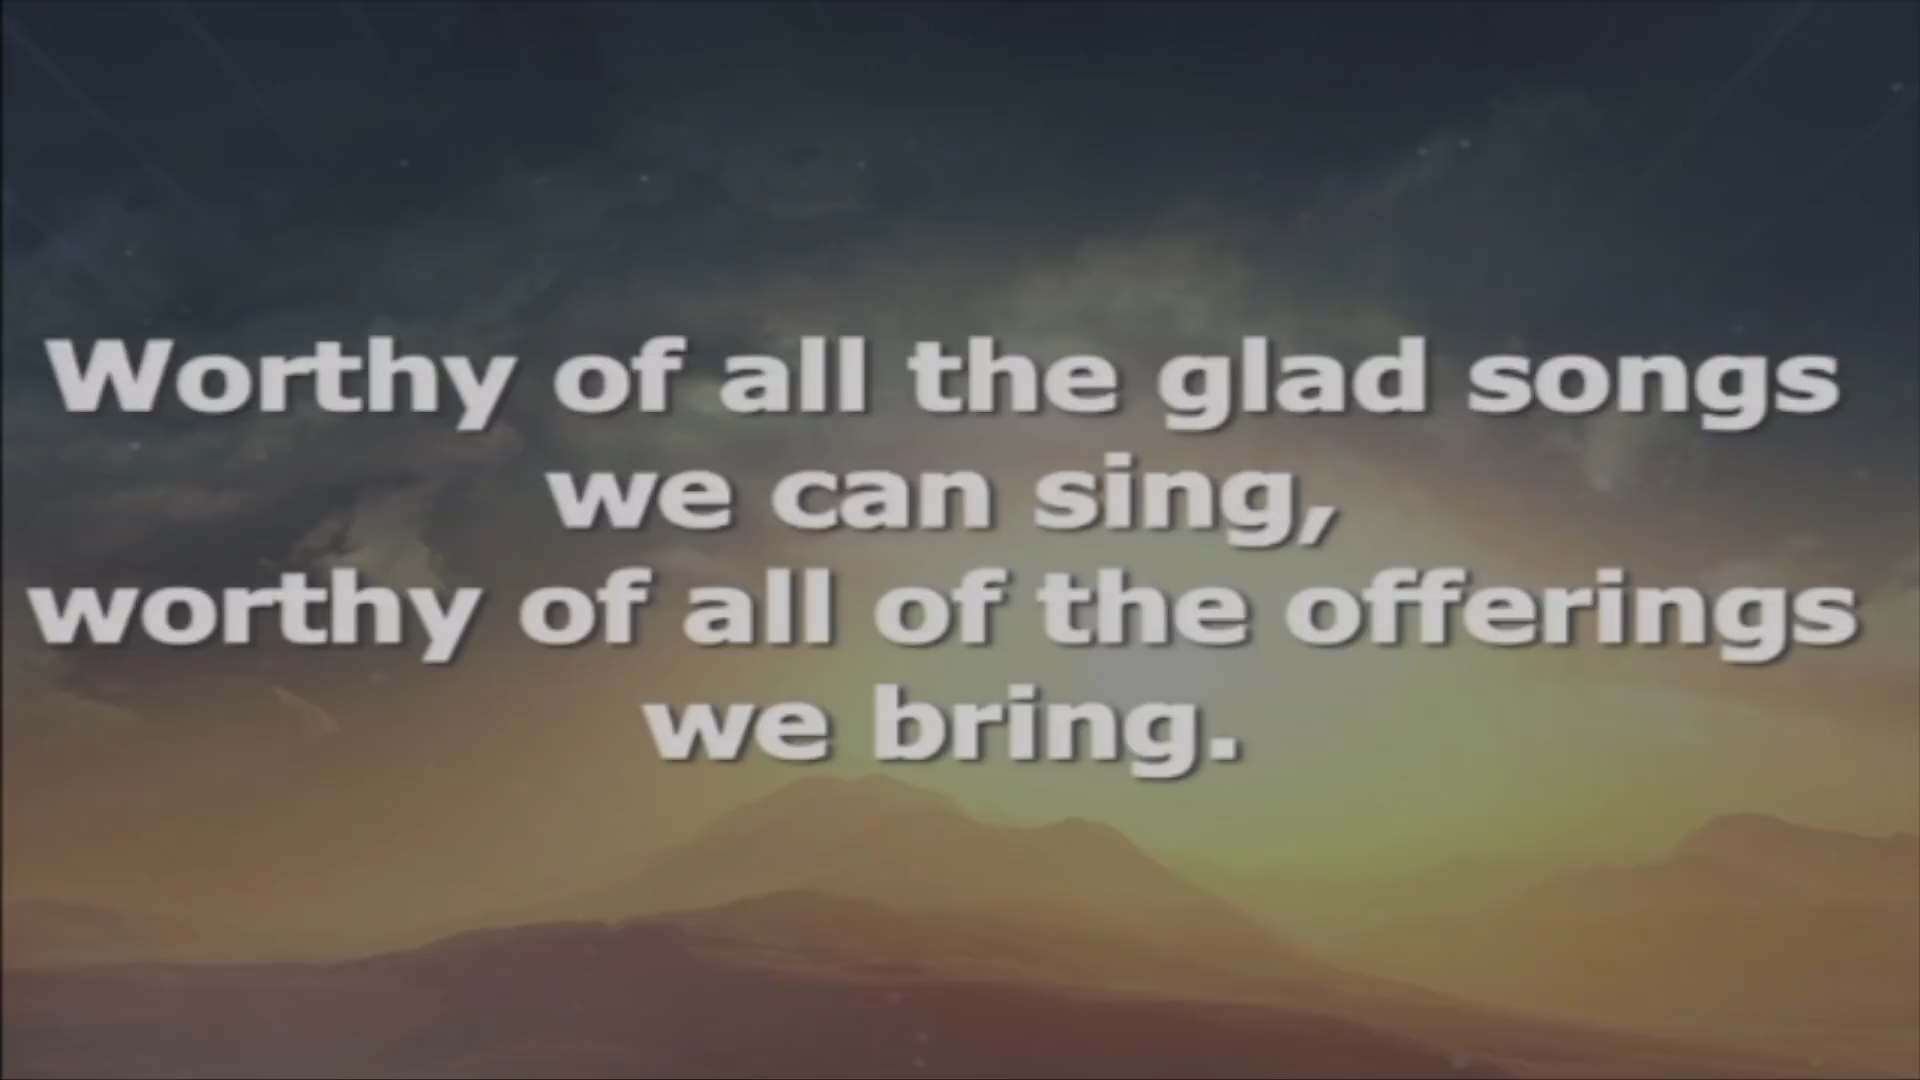 Worthy of all the glad songs
we can sing,
worthy of all of the offerings
we bring.